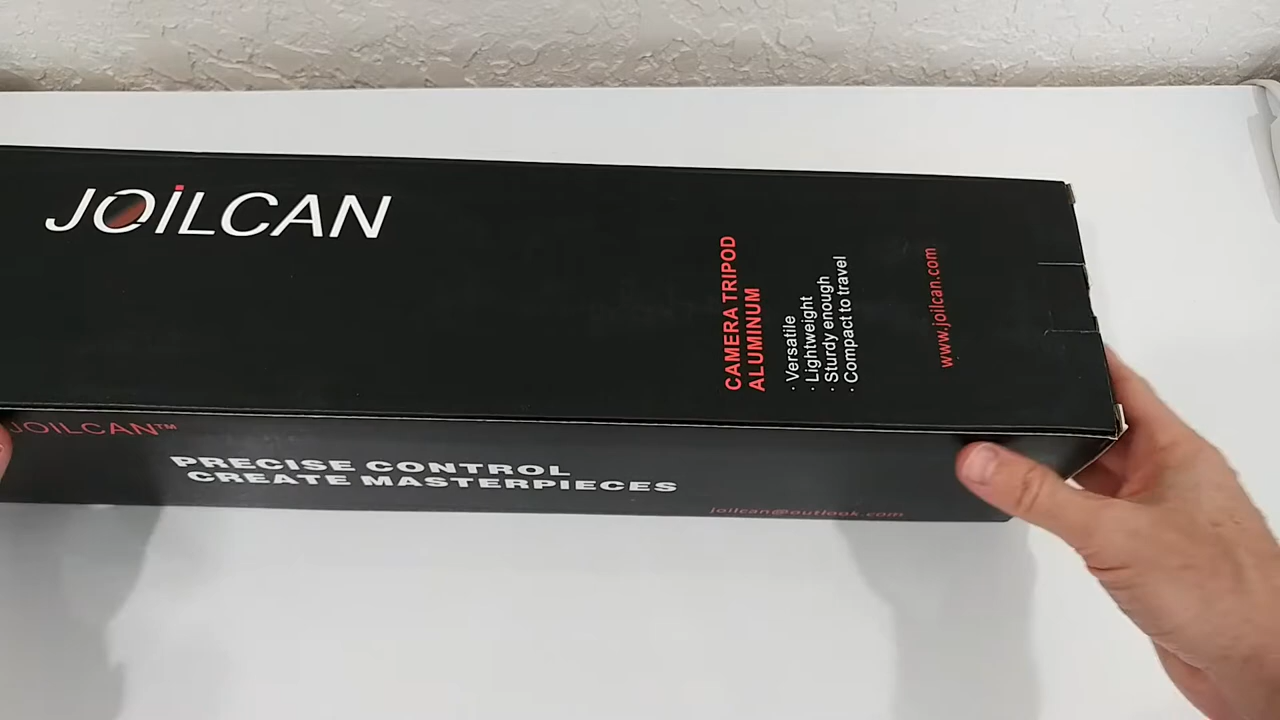 JOiLCAN
CAMERA TRIPOD
ALUMINUM
· Versatile
· Lightweight
· Sturdy enough
· Compact to travel
www.joilcan.com
JOILCAN™
PRECISE CONTROL
CREATE MASTERPIECES
joilcan@outlook.com